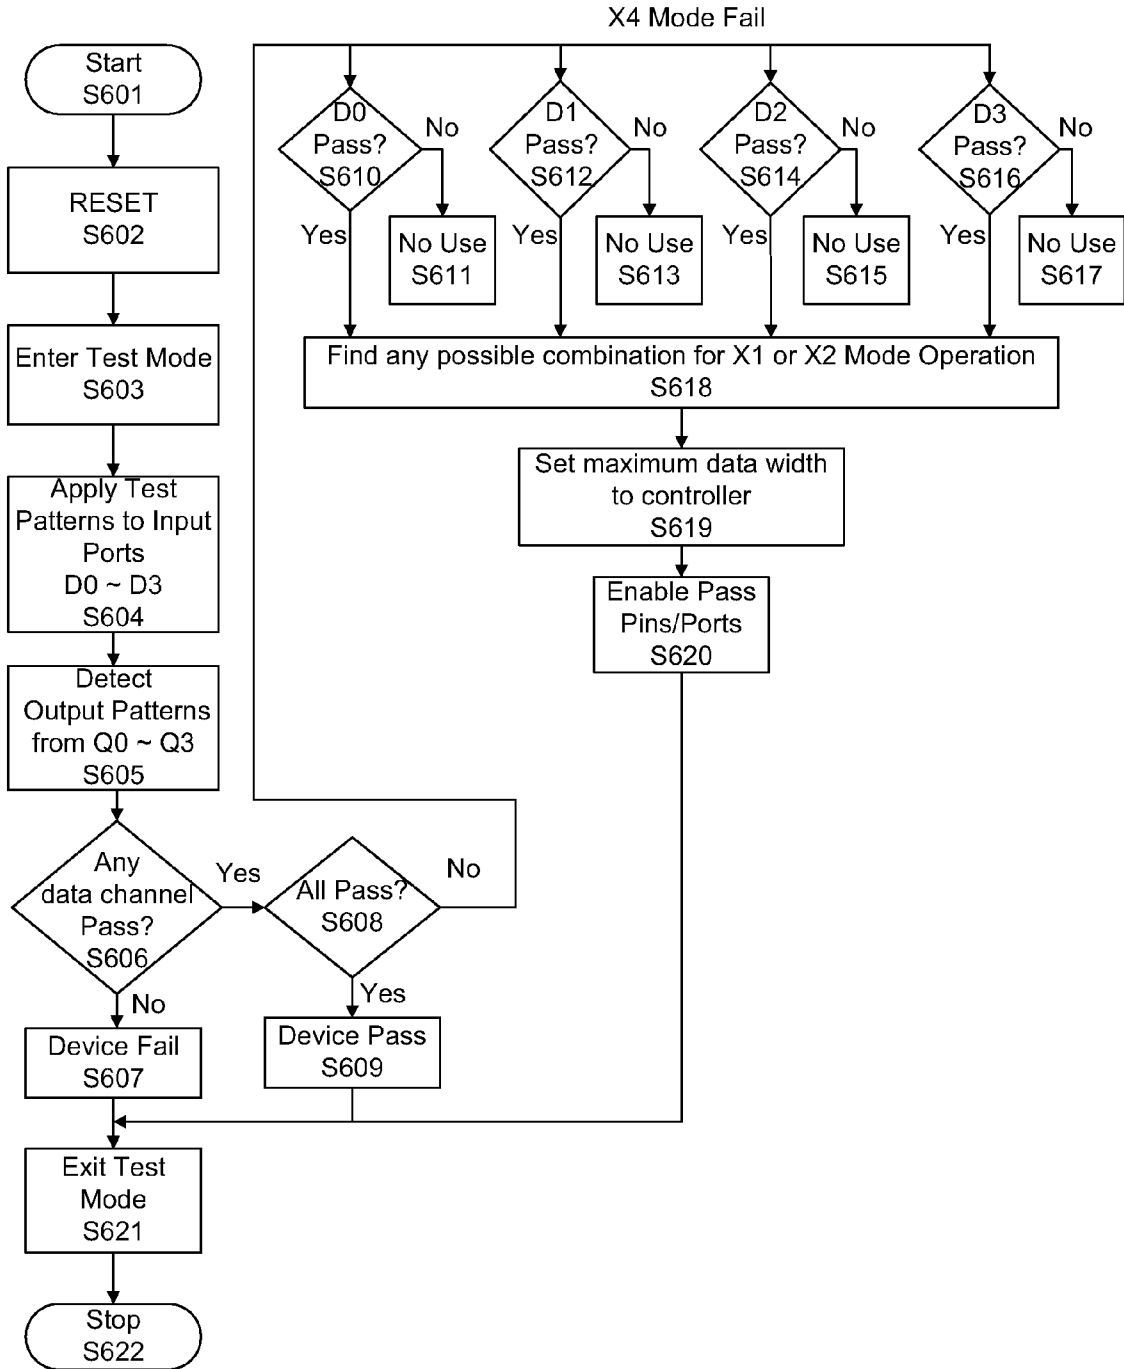 X4 Mode Fail
Start
S601
RESET
S602
Enter Test Mode
S603
Apply Test
Patterns to Input
Ports
D0 ~ D3
S604
Detect
Output Patterns
from Q0 ~ Q3
S605
Any
data channel
Pass?
S606
Yes
No
Device Fail
S607
All Pass?
S608
No
Yes
Device Pass
S609
D0
Pass?
S610
No
Yes
No Use
S611
D1
Pass?
S612
No
Yes
No Use
S613
D2
Pass?
S614
No
Yes
No Use
S615
D3
Pass?
S616
No
Yes
No Use
S617
Find any possible combination for X1 or X2 Mode Operation
S618
Set maximum data width
to controller
S619
Enable Pass
Pins/Ports
S620
Exit Test
Mode
S621
Stop
S622